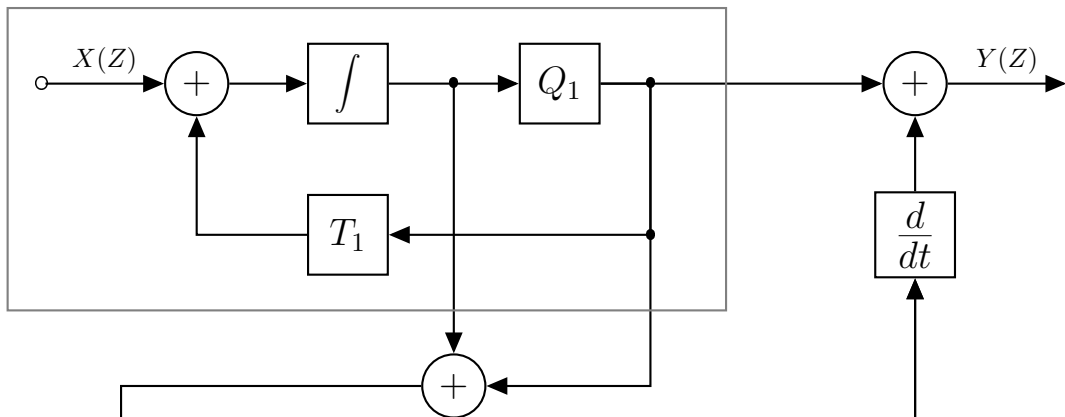 X(Z)
+
∫
Q₁
+
Y(Z)
T₁
d/dt
+